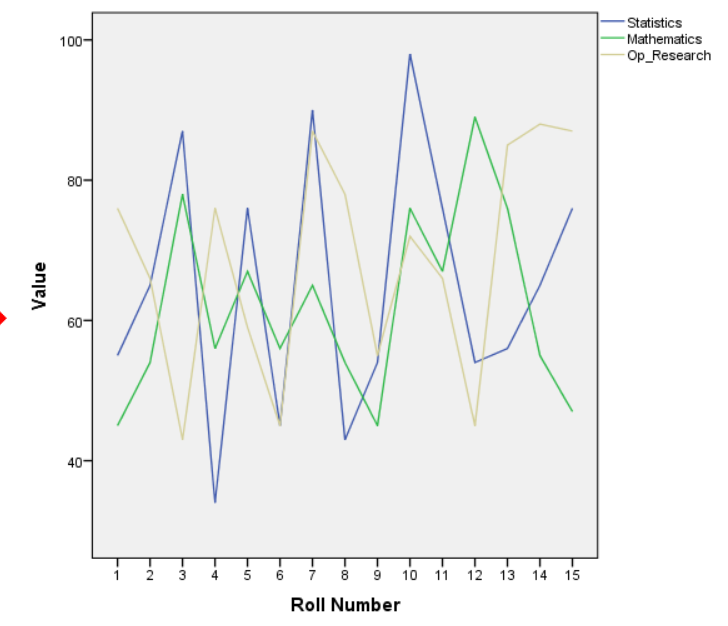 Statistics
Mathematics
Op_Research
100
80
60
40
Value
1 2 3 4 5 6 7 8 9 10 11 12 13 14 15
Roll Number